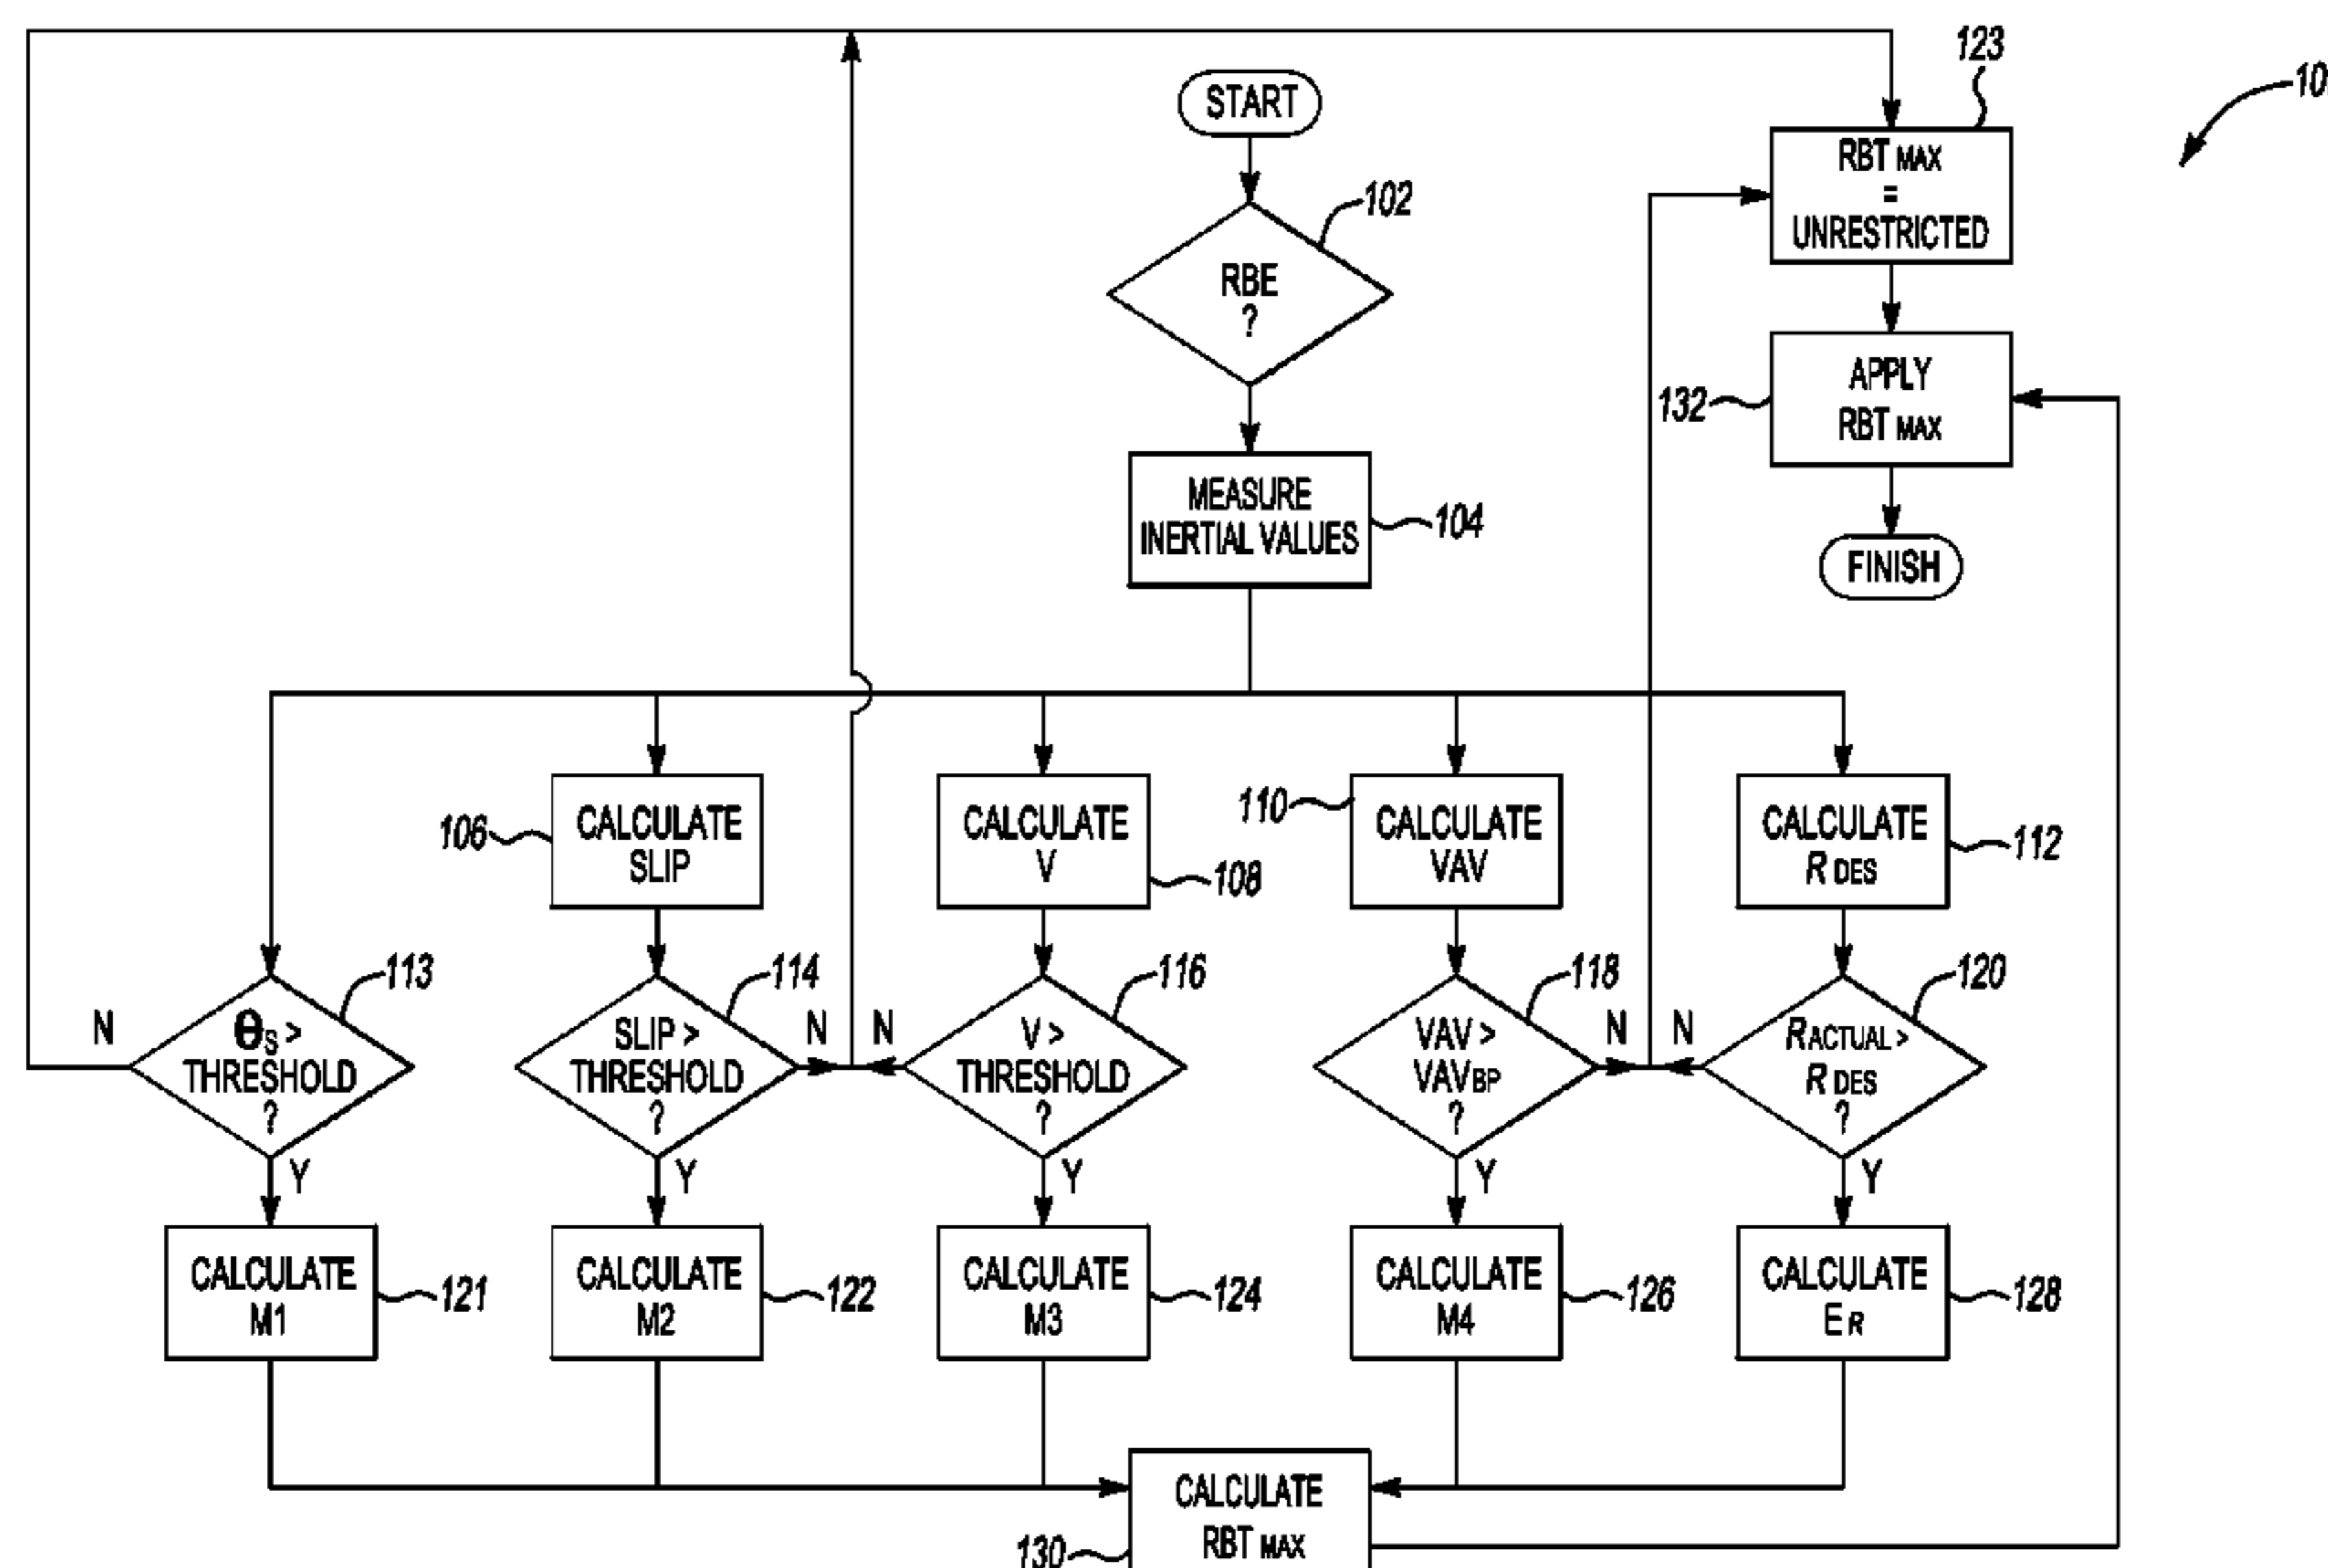 START
123
10
RBT MAX
=
UNRESTRICTED
102
RBE
?
132
APPLY
RBT MAX
MEASURE
INERTIAL VALUES
104
FINISH
106
CALCULATE
SLIP
CALCULATE
V
108
110
CALCULATE
VAV
CALCULATE
R DES
112
N
113
θS >
THRESHOLD
?
Y
114
SLIP >
THRESHOLD
?
N
Y
116
N
V >
THRESHOLD
?
Y
118
VAV >
VAVBP
?
N
Y
120
N
RACTUAL >
R DES
?
Y
CALCULATE
M1
121
CALCULATE
M2
122
CALCULATE
M3
124
CALCULATE
M4
126
CALCULATE
ER
128
CALCULATE
RBT MAX
130